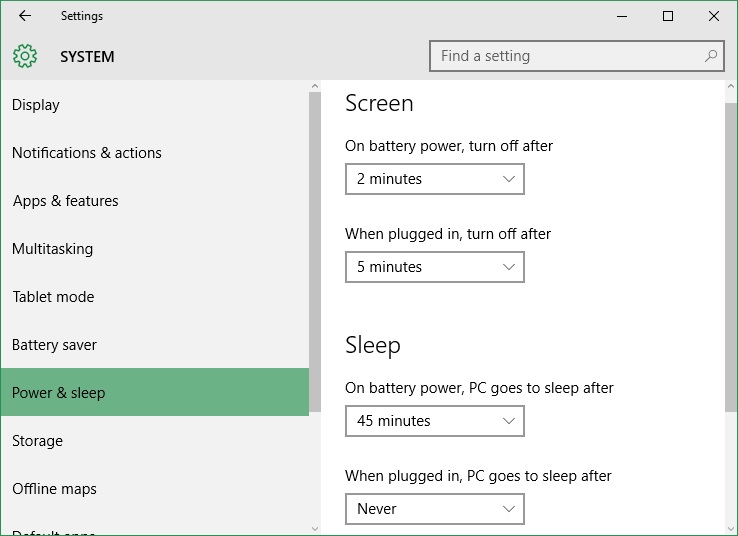 Settings
SYSTEM
Find a setting
Display
Notifications & actions
Apps & features
Multitasking
Tablet mode
Battery saver
Power & sleep
Storage
Offline maps
Default apps
Screen
On battery power, turn off after
2 minutes
When plugged in, turn off after
5 minutes
Sleep
On battery power, PC goes to sleep after
45 minutes
When plugged in, PC goes to sleep after
Never